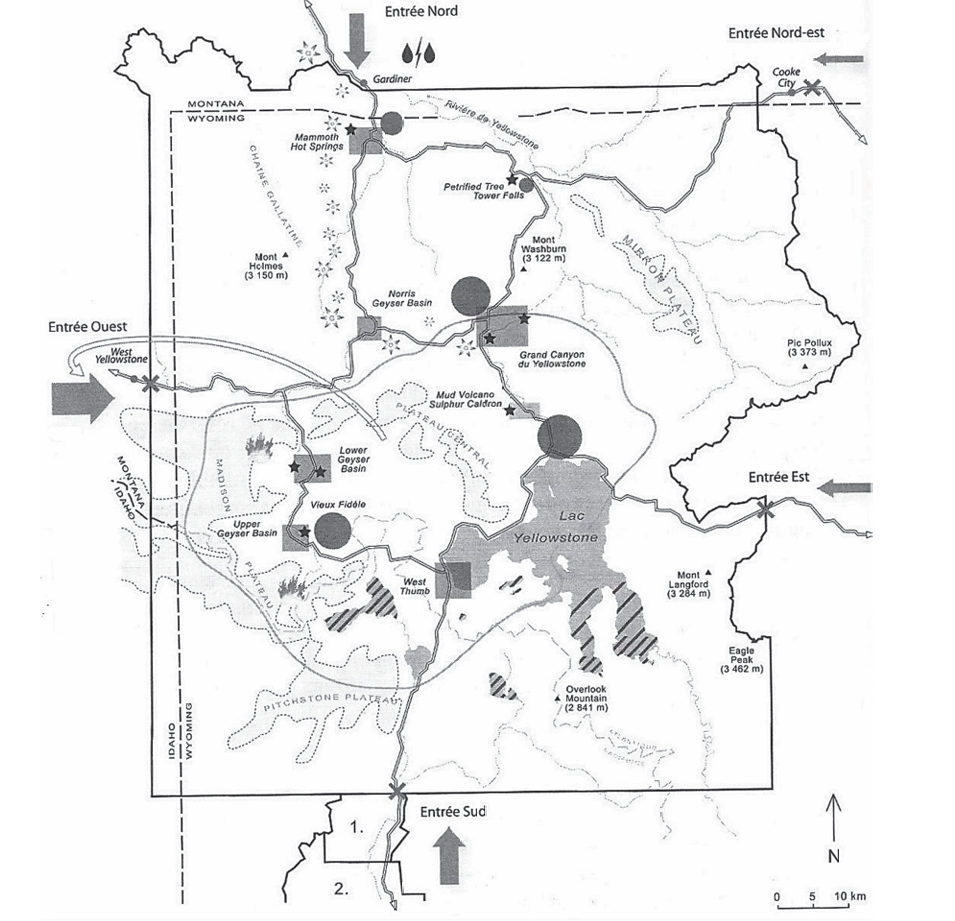 Entrée Nord
Entrée Nord-est
Gardiner
Cooke
City
MONTANA
WYOMING
Rivière de Yellowstone
Mammoth
Hot Springs
CHAINE GALLATINE
Petrified Tree
Tower Falls
Mont
Washburn
(3 122 m)
MIRROR PLATEAU
Mont
Holmes
(3 150 m)
Norris
Geyser Basin
Entrée Ouest
West
Yellowstone
Grand Canyon
du Yellowstone
Pic Pollux
(3 373 m)
Mud Volcano
Sulphur Caldron
PLATEAU CENTRAL
Lower
Geyser
Basin
MONTANA
IDAHO
MADISON
PLATEAU
Entrée Est
Vieux Fidèle
Upper
Geyser Basin
Lac
Yellowstone
West
Thumb
Mont
Langford
(3 284 m)
Eagle
Peak
(3 462 m)
Overlook
Mountain
(2 841 m)
PITCHSTONE PLATEAU
IDAHO
WYOMING
ATLANTIQUE
PACIFIQUE
Entrée Sud
1.
2.
N
0 5 10 km